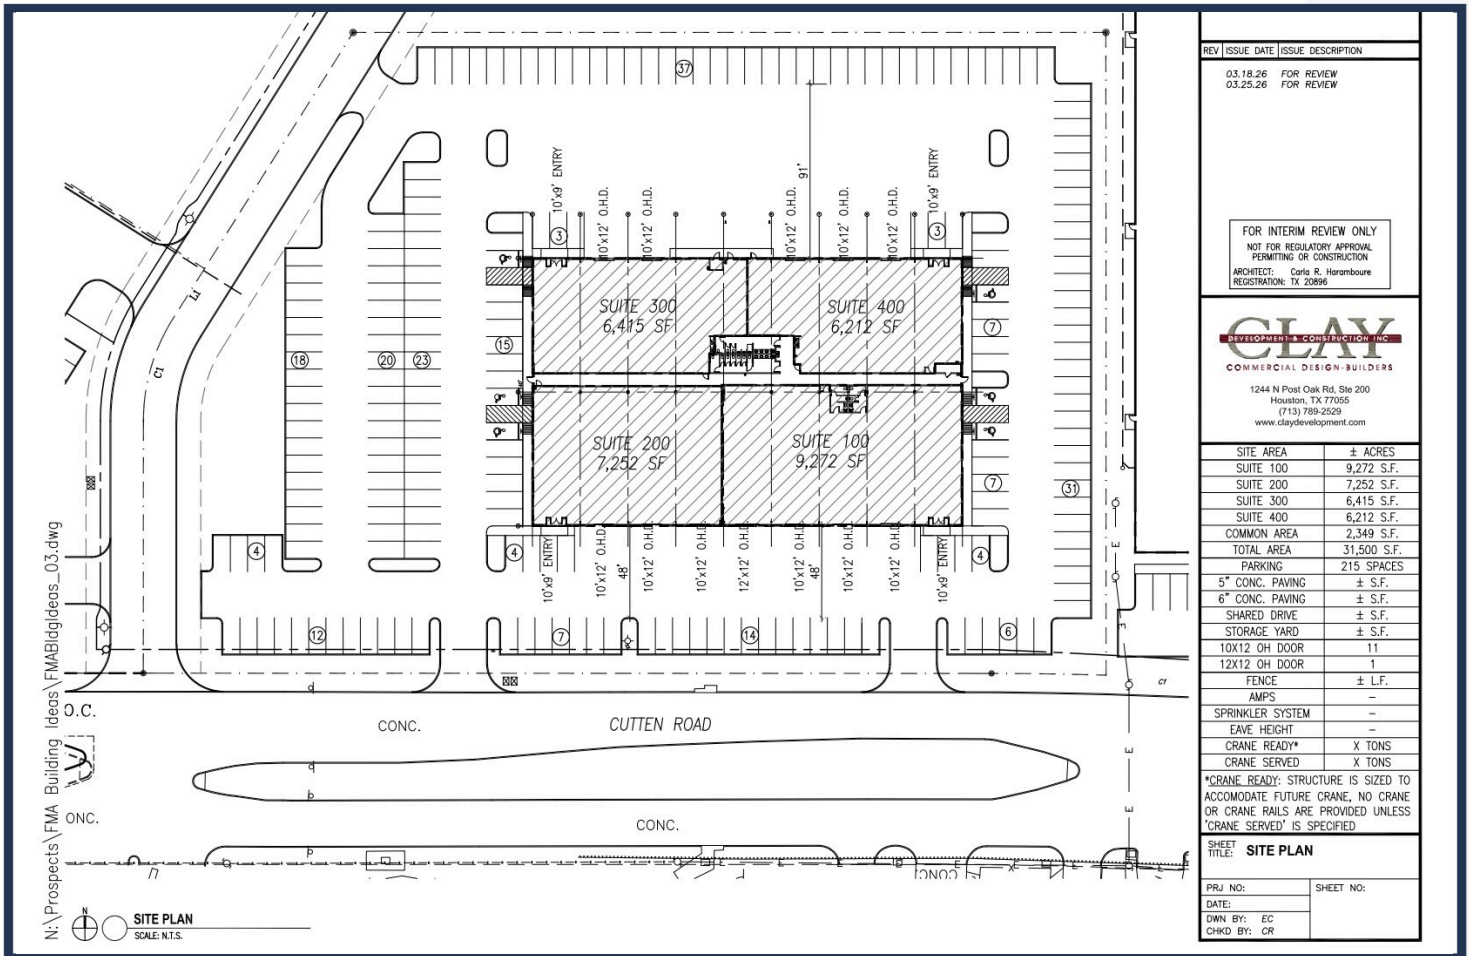 37
91'
10'x9' ENTRY
10'x12' O.H.D.
10'x12' O.H.D.
10'x12' O.H.D.
10'x12' O.H.D.
10'x12' O.H.D.
10'x9' ENTRY
3
3
L1
C1
SUITE 300
6,415 SF
SUITE 400
6,212 SF
18
20
23
15
7
SUITE 200
7,252 SF
SUITE 100
9,272 SF
7
31
4
4
4
10'x9' ENTRY
10'x12' O.H.D.
48'
10'x12' O.H.D.
10'x12' O.H.D.
12'x12' O.H.D.
10'x12' O.H.D.
48'
10'x12' O.H.D.
10'x12' O.H.D.
10'x9' ENTRY
12
7
14
6
E
E
E
E
E
C1
O.C.
CONC.
CUTTEN ROAD
ONC.
CONC.
CONC
N:\Prospects\FMA Building Ideas\FMABldgIdeas_03.dwg
N
SITE PLAN
SCALE: N.T.S.
REV ISSUE DATE ISSUE DESCRIPTION
03.18.26 FOR REVIEW
03.25.26 FOR REVIEW
FOR INTERIM REVIEW ONLY
NOT FOR REGULATORY APPROVAL
PERMITTING OR CONSTRUCTION
ARCHITECT: Carla R. Haramboure
REGISTRATION: TX 20896
CLAY
DEVELOPMENT & CONSTRUCTION INC.
COMMERCIAL DESIGN-BUILDERS
1244 N Post Oak Rd, Ste 200
Houston, TX 77055
(713) 789-2529
www.claydevelopment.com
SITE AREA ± ACRES
SUITE 100 9,272 S.F.
SUITE 200 7,252 S.F.
SUITE 300 6,415 S.F.
SUITE 400 6,212 S.F.
COMMON AREA 2,349 S.F.
TOTAL AREA 31,500 S.F.
PARKING 215 SPACES
5" CONC. PAVING ± S.F.
6" CONC. PAVING ± S.F.
SHARED DRIVE ± S.F.
STORAGE YARD ± S.F.
10X12 OH DOOR 11
12X12 OH DOOR 1
FENCE ± L.F.
AMPS –
SPRINKLER SYSTEM –
EAVE HEIGHT –
CRANE READY* X TONS
CRANE SERVED X TONS
*CRANE READY: STRUCTURE IS SIZED TO
ACCOMODATE FUTURE CRANE, NO CRANE
OR CRANE RAILS ARE PROVIDED UNLESS
'CRANE SERVED' IS SPECIFIED
SHEET
TITLE: SITE PLAN
PRJ NO: SHEET NO:
DATE:
DWN BY: EC
CHKD BY: CR